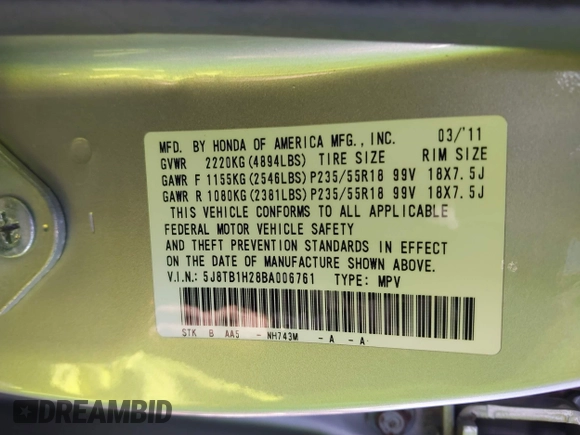 MFD. BY HONDA OF AMERICA MFG., INC. 03/'11
GVWR 2220KG(4894LBS) TIRE SIZE RIM SIZE
GAWR F 1155KG(2546LBS)P235/55R18 99V 18X7.5J
GAWR R 1080KG(2381LBS)P235/55R18 99V 18X7.5J
THIS VEHICLE CONFORMS TO ALL APPLICABLE
FEDERAL MOTOR VEHICLE SAFETY
AND THEFT PREVENTION STANDARDS IN EFFECT
ON THE DATE OF MANUFACTURE SHOWN ABOVE.
V.I.N.: 5J8TB1H28BA006761 TYPE: MPV
STK B AA5 - NH743M - A - A
DREAMBID